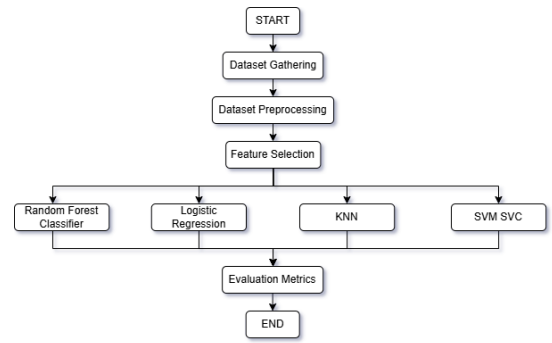 START
Dataset Gathering
Dataset Preprocessing
Feature Selection
Random Forest
Classifier
Logistic
Regression
KNN
SVM SVC
Evaluation Metrics
END